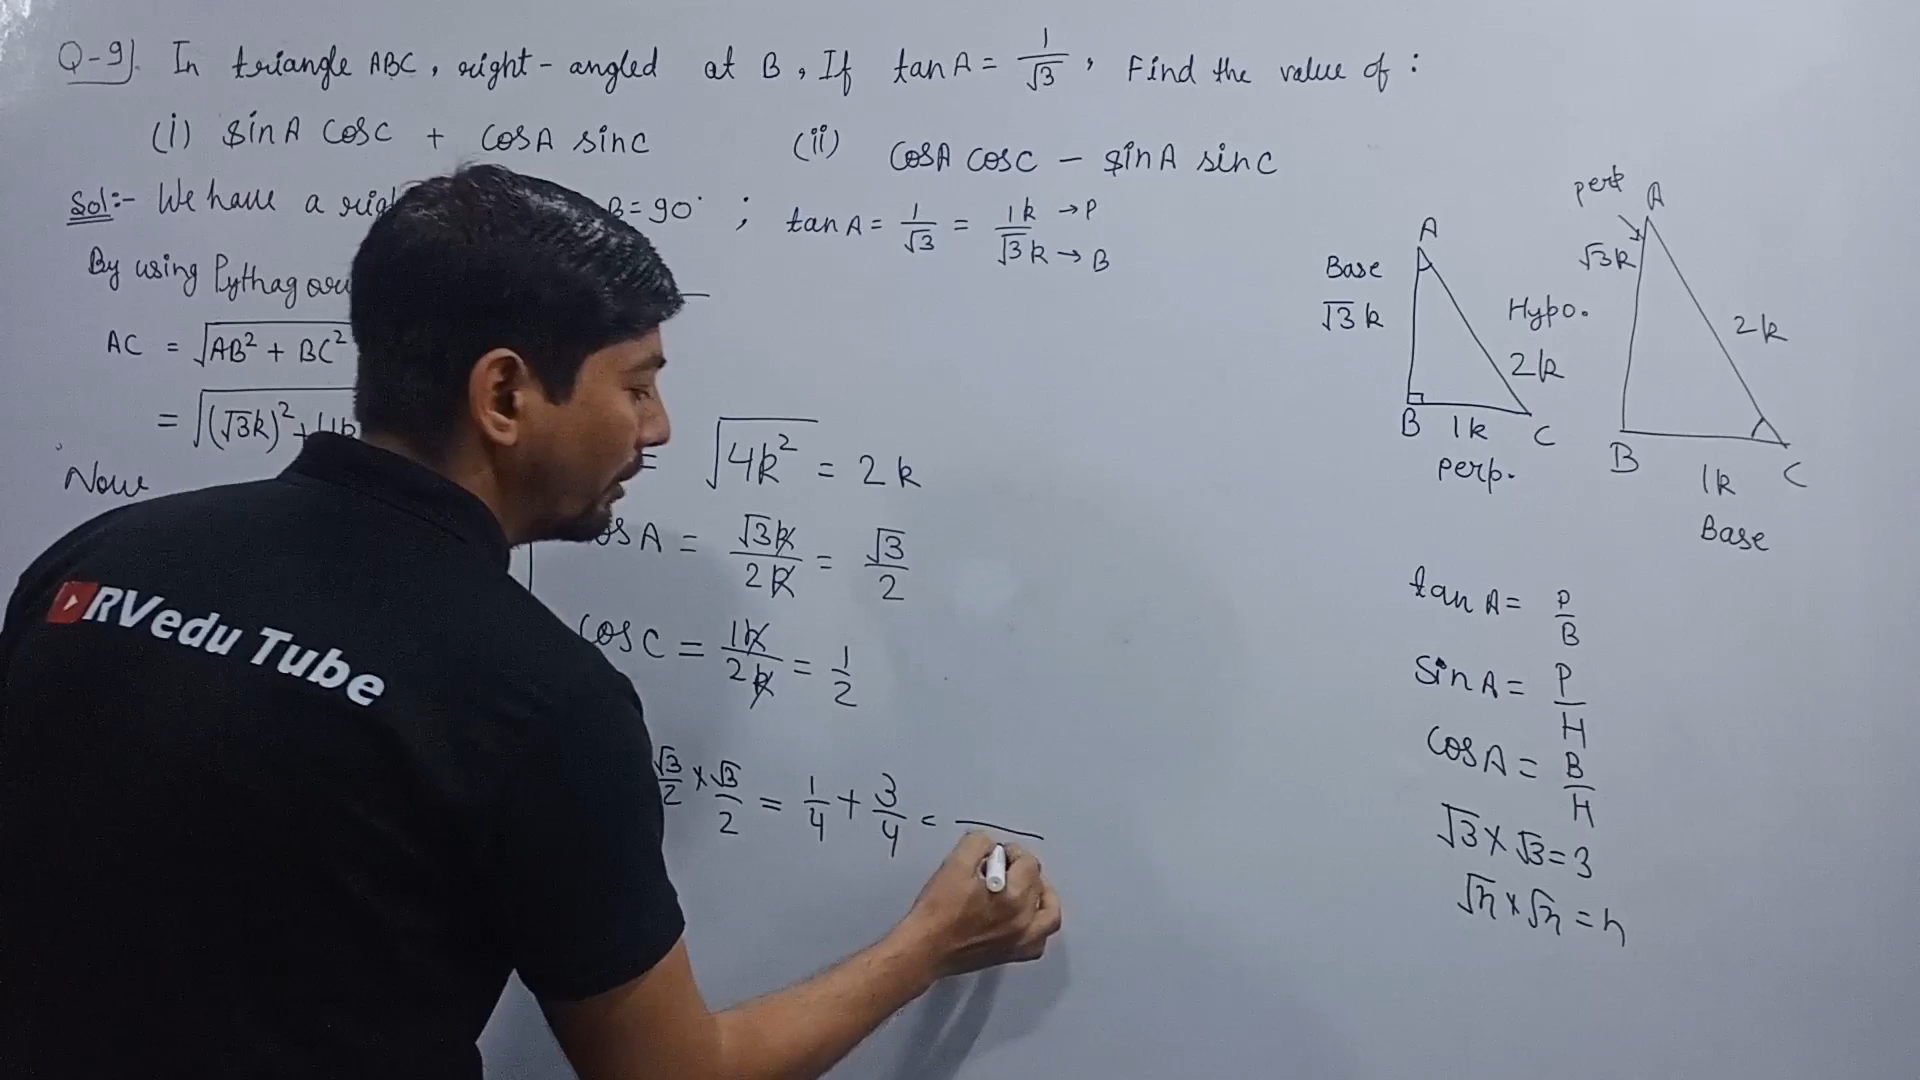 Q-9). In triangle ABC, right-angled at B, If tan A = 1/√3, Find the value of :
(i) sin A cos C + cos A sin C (ii) cos A cos C – sin A sin C
Sol:- We have a B = 90° ; tan A = 1/√3 = 1k → P / √3k → B
By using
AC = √AB² + BC²
= √(√3k)² + = √4k² = 2k
Now
cos A = √3k/2k = √3/2
cos C = 1k/2k = 1/2
√3/2 × √3/2 = 1/4 + 3/4 =
RVedu Tube
A
Base
√3k
Hypo.
2k
B 1k C
perp.
perp A
√3k
2k
B 1k C
Base
tan A = P/B
Sin A = P/H
cos A = B/H
√3 × √3 = 3
√n × √n = n